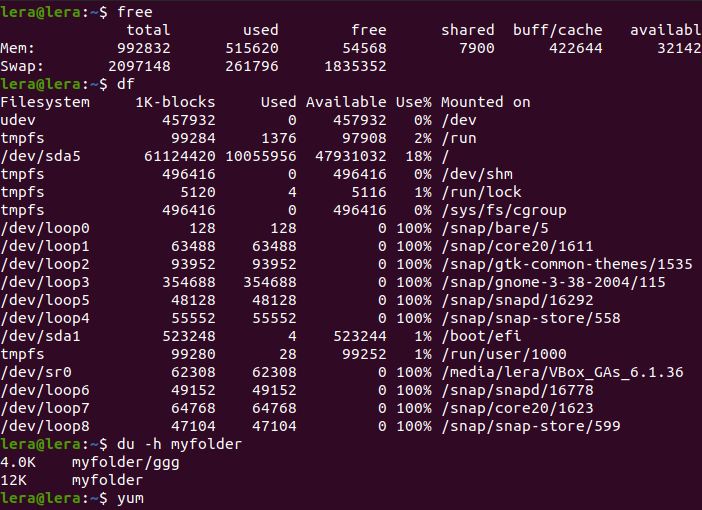 lera@lera:~$ free
              total        used        free      shared  buff/cache   availabl
Mem:         992832      515620       54568        7900      422644      32142
Swap:       2097148      261796     1835352
lera@lera:~$ df
Filesystem     1K-blocks     Used Available Use% Mounted on
udev              457932        0    457932   0% /dev
tmpfs              99284     1376     97908   2% /run
/dev/sda5       61124420 10055956  47931032  18% /
tmpfs             496416        0    496416   0% /dev/shm
tmpfs               5120        4      5116   1% /run/lock
tmpfs             496416        0    496416   0% /sys/fs/cgroup
/dev/loop0           128      128         0 100% /snap/bare/5
/dev/loop1         63488    63488         0 100% /snap/core20/1611
/dev/loop2         93952    93952         0 100% /snap/gtk-common-themes/1535
/dev/loop3        354688   354688         0 100% /snap/gnome-3-38-2004/115
/dev/loop5         48128    48128         0 100% /snap/snapd/16292
/dev/loop4         55552    55552         0 100% /snap/snap-store/558
/dev/sda1         523248        4    523244   1% /boot/efi
tmpfs              99280       28     99252   1% /run/user/1000
/dev/sr0           62308    62308         0 100% /media/lera/VBox_GAs_6.1.36
/dev/loop6         49152    49152         0 100% /snap/snapd/16778
/dev/loop7         64768    64768         0 100% /snap/core20/1623
/dev/loop8         47104    47104         0 100% /snap/snap-store/599
lera@lera:~$ du -h myfolder
4.0K    myfolder/ggg
12K     myfolder
lera@lera:~$ yum